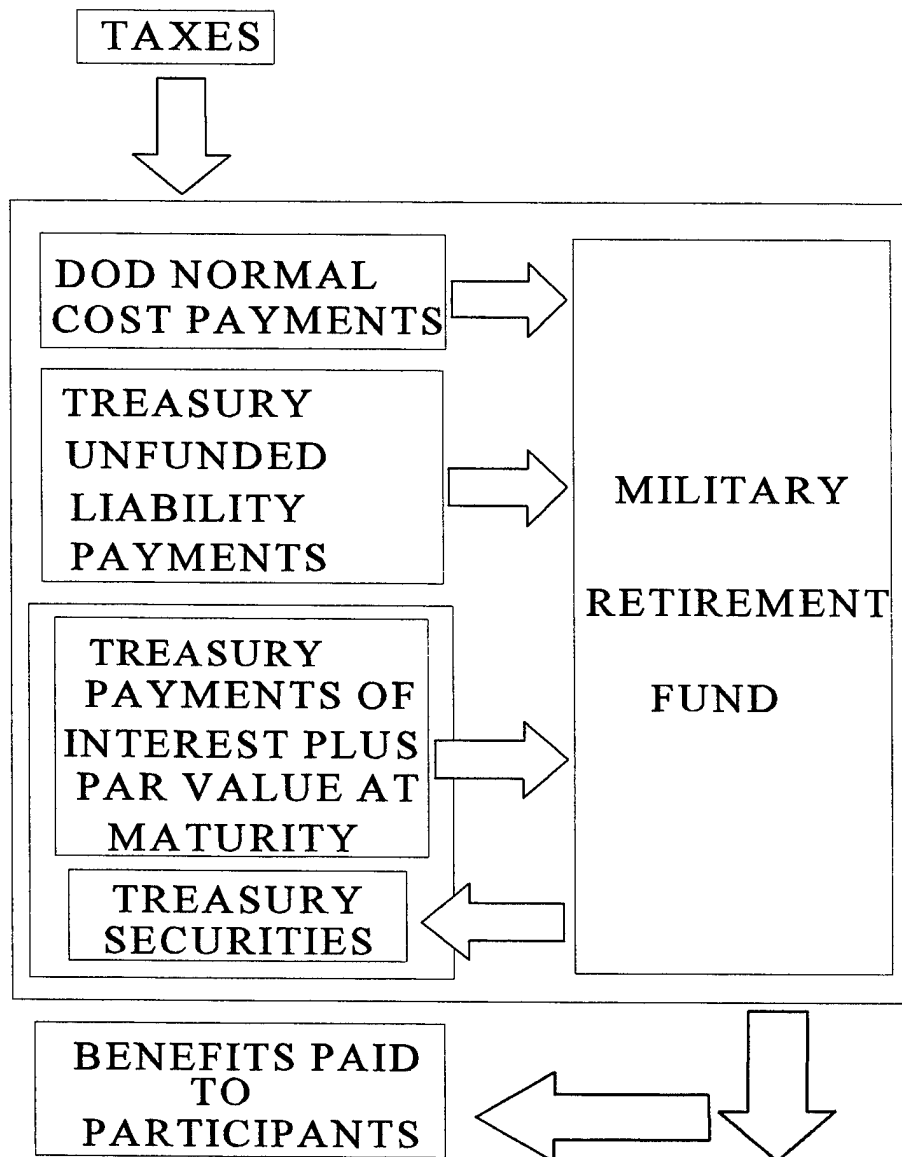 TAXES
DOD NORMAL
COST PAYMENTS
TREASURY
UNFUNDED
LIABILITY
PAYMENTS
TREASURY
PAYMENTS OF
INTEREST PLUS
PAR VALUE AT
MATURITY
TREASURY
SECURITIES
MILITARY
RETIREMENT
FUND
BENEFITS PAID
TO
PARTICIPANTS